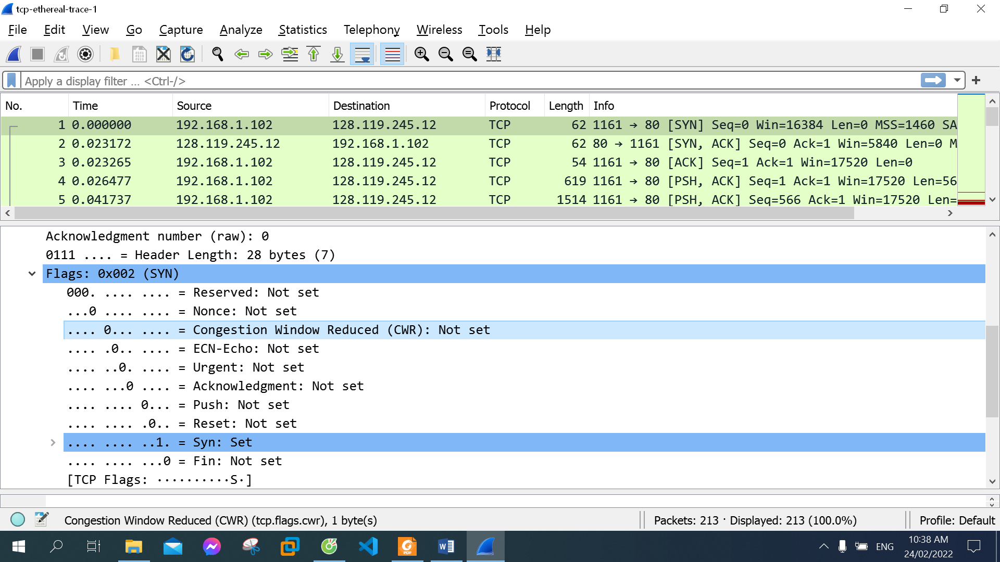 tcp-ethereal-trace-1
File Edit View Go Capture Analyze Statistics Telephony Wireless Tools Help
Apply a display filter ... <Ctrl-/>
No. Time Source Destination Protocol Length Info
1 0.000000 192.168.1.102 128.119.245.12 TCP 62 1161 → 80 [SYN] Seq=0 Win=16384 Len=0 MSS=1460 SA
2 0.023172 128.119.245.12 192.168.1.102 TCP 62 80 → 1161 [SYN, ACK] Seq=0 Ack=1 Win=5840 Len=0 M
3 0.023265 192.168.1.102 128.119.245.12 TCP 54 1161 → 80 [ACK] Seq=1 Ack=1 Win=17520 Len=0
4 0.026477 192.168.1.102 128.119.245.12 TCP 619 1161 → 80 [PSH, ACK] Seq=1 Ack=1 Win=17520 Len=56
5 0.041737 192.168.1.102 128.119.245.12 TCP 1514 1161 → 80 [PSH, ACK] Seq=566 Ack=1 Win=17520 Len=
Acknowledgment number (raw): 0
0111 .... = Header Length: 28 bytes (7)
Flags: 0x002 (SYN)
000. .... .... = Reserved: Not set
...0 .... .... = Nonce: Not set
.... 0... .... = Congestion Window Reduced (CWR): Not set
.... .0.. .... = ECN-Echo: Not set
.... ..0. .... = Urgent: Not set
.... ...0 .... = Acknowledgment: Not set
.... .... 0... = Push: Not set
.... .... .0.. = Reset: Not set
.... .... ..1. = Syn: Set
.... .... ...0 = Fin: Not set
[TCP Flags: ··········S·]
Congestion Window Reduced (CWR) (tcp.flags.cwr), 1 byte(s) Packets: 213 · Displayed: 213 (100.0%) Profile: Default
PDF
ENG
10:38 AM
24/02/2022